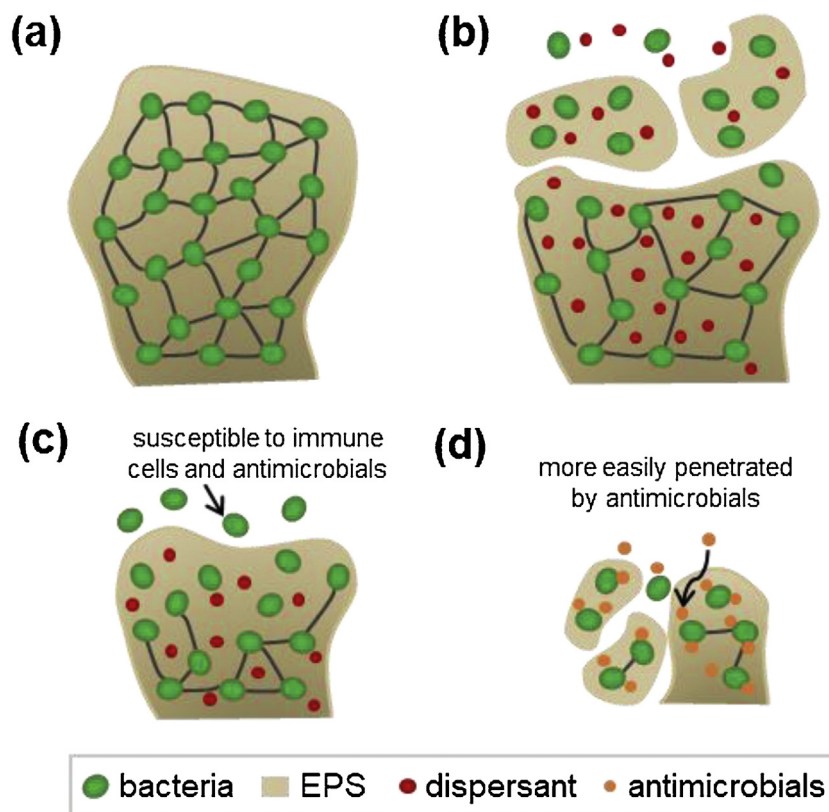 (a)
(b)
(c)
susceptible to immune
cells and antimicrobials
(d)
more easily penetrated
by antimicrobials
bacteria EPS dispersant antimicrobials